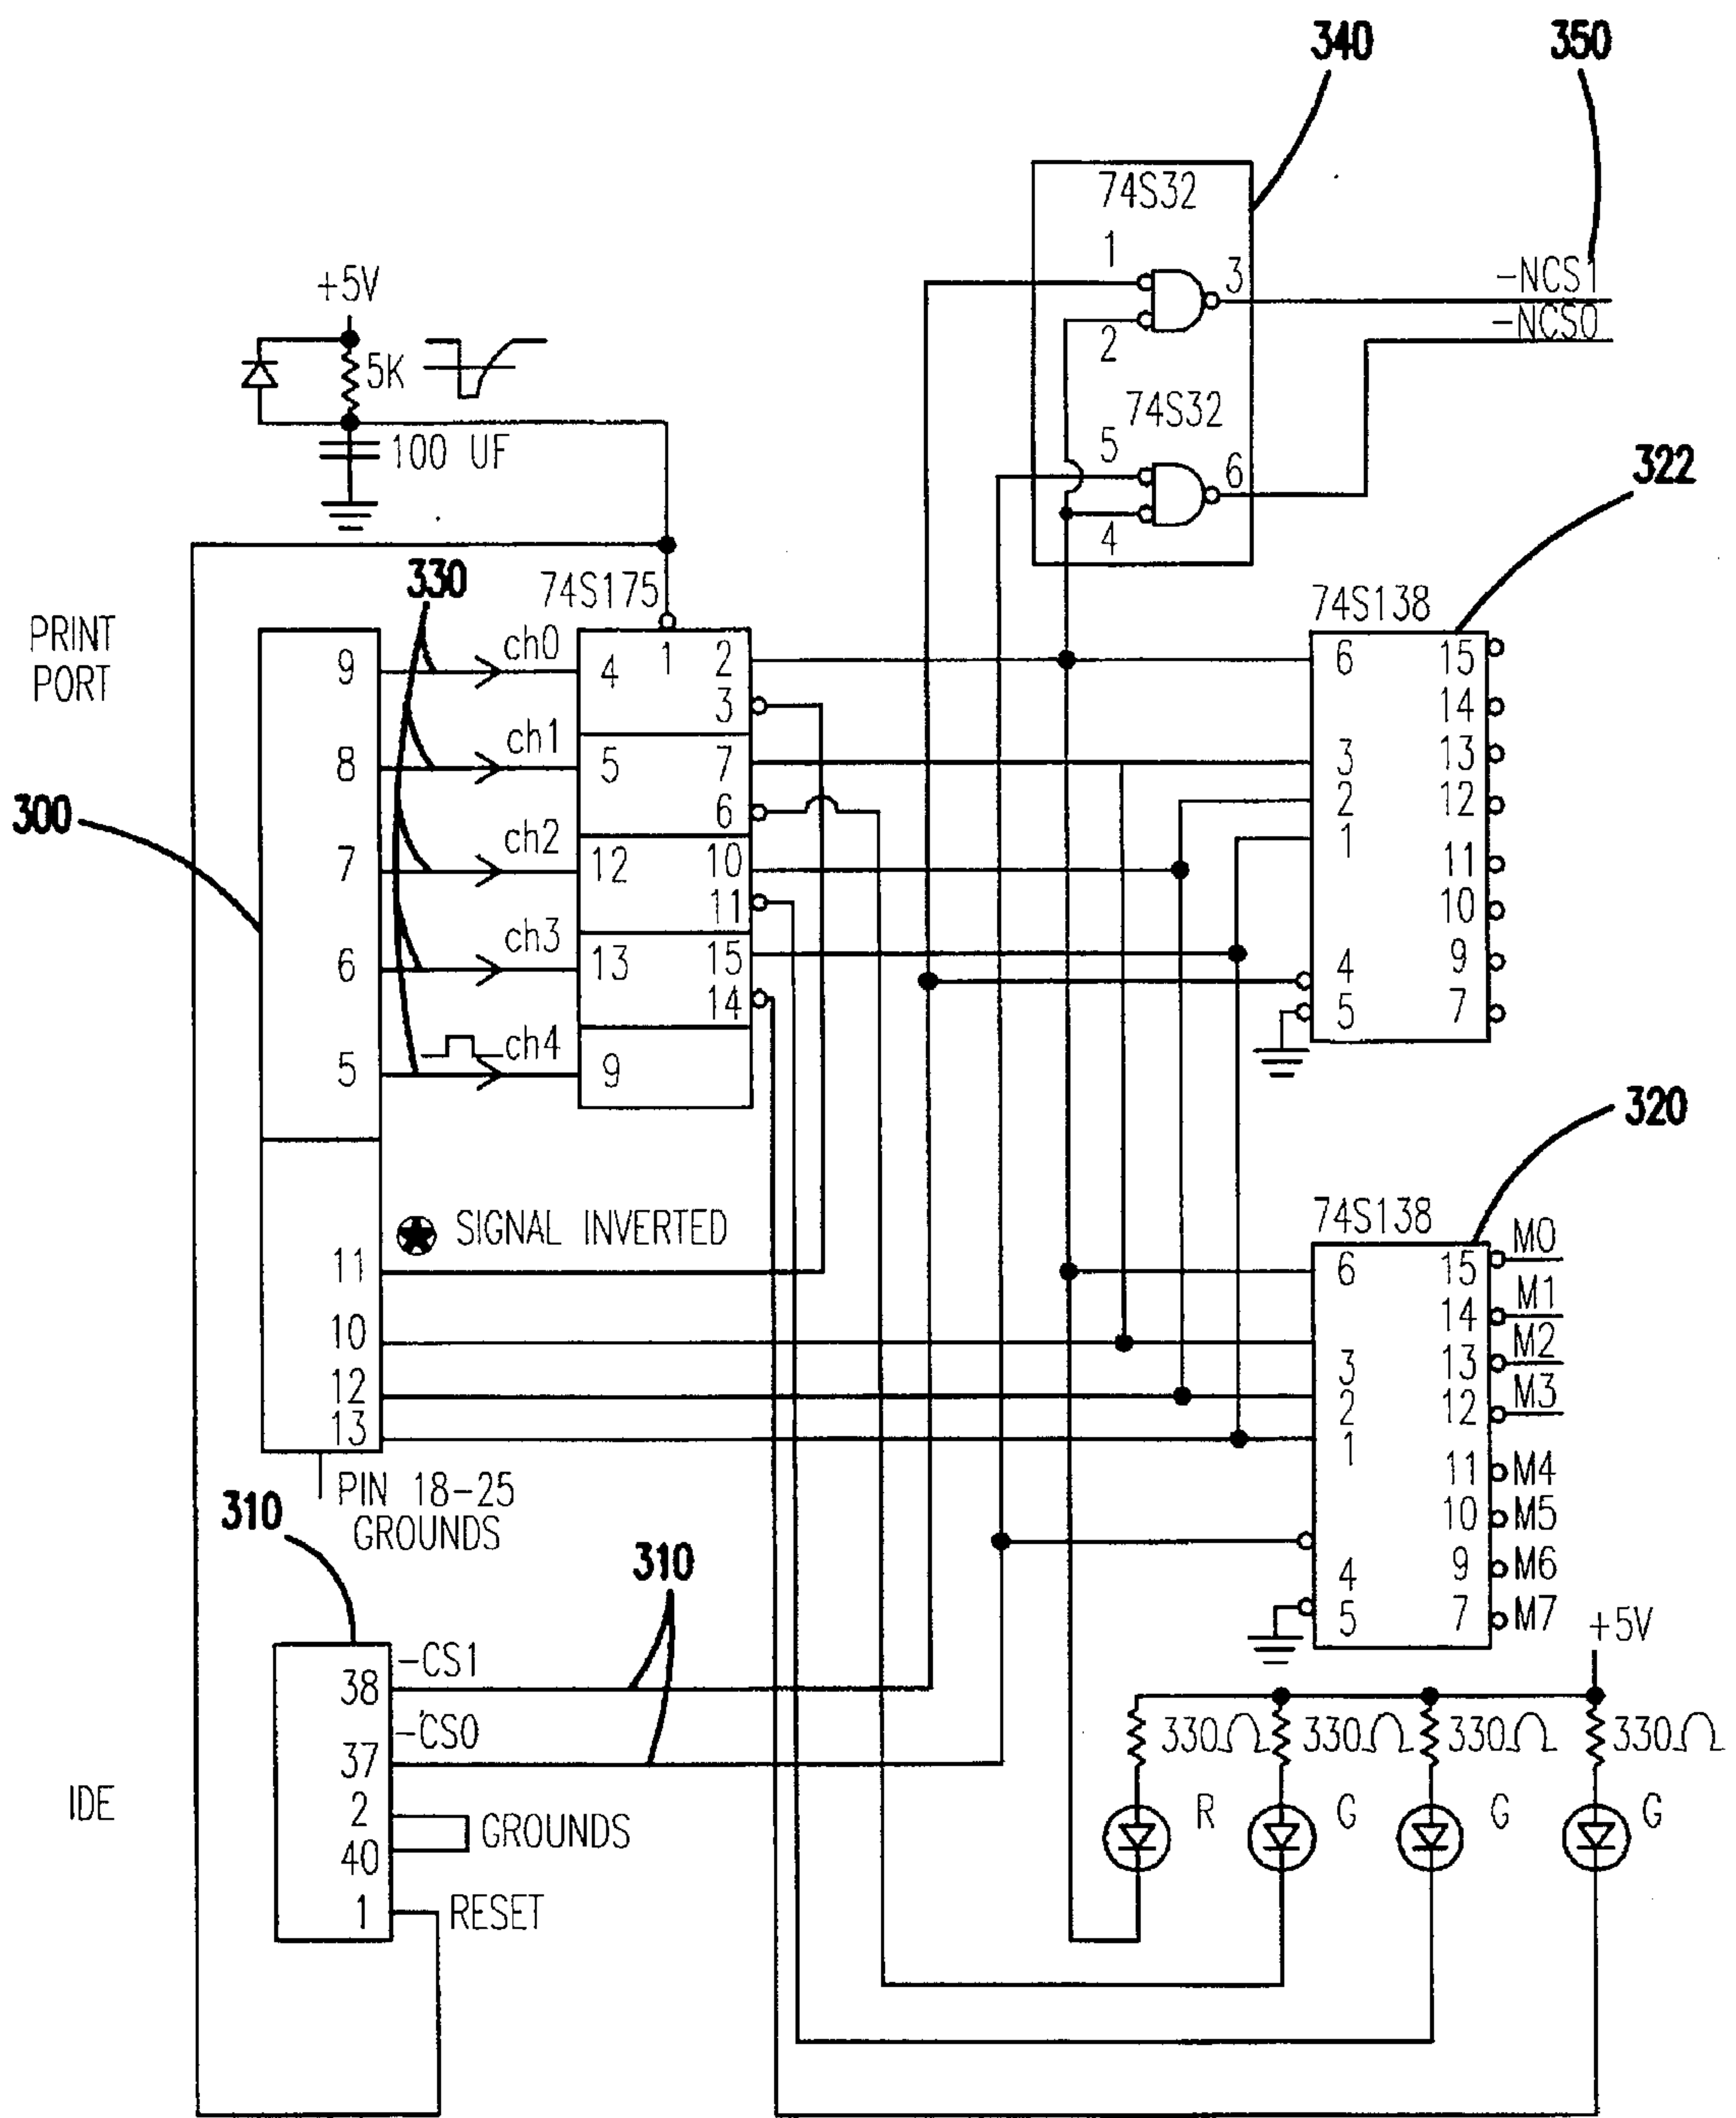 340
350
74S32
1
3
2
-NCS1
-NCS0
+5V
5K
100 UF
74S32
5
6
4
322
330
74S175
74S138
PRINT
PORT
300
9
ch0
4
1
2
3
8
ch1
5
7
6
7
ch2
12
10
11
6
ch3
13
15
14
5
ch4
9
6
15
14
3
13
2
12
1
11
10
4
9
5
7
320
SIGNAL INVERTED
11
10
12
13
PIN 18-25
GROUNDS
74S138
6
15
M0
14
M1
3
13
M2
2
12
M3
1
11
M4
10
M5
4
9
M6
5
7
M7
+5V
310
310
38
-CS1
37
-CS0
2
40
GROUNDS
1
RESET
IDE
330Ω
330Ω
330Ω
330Ω
R
G
G
G